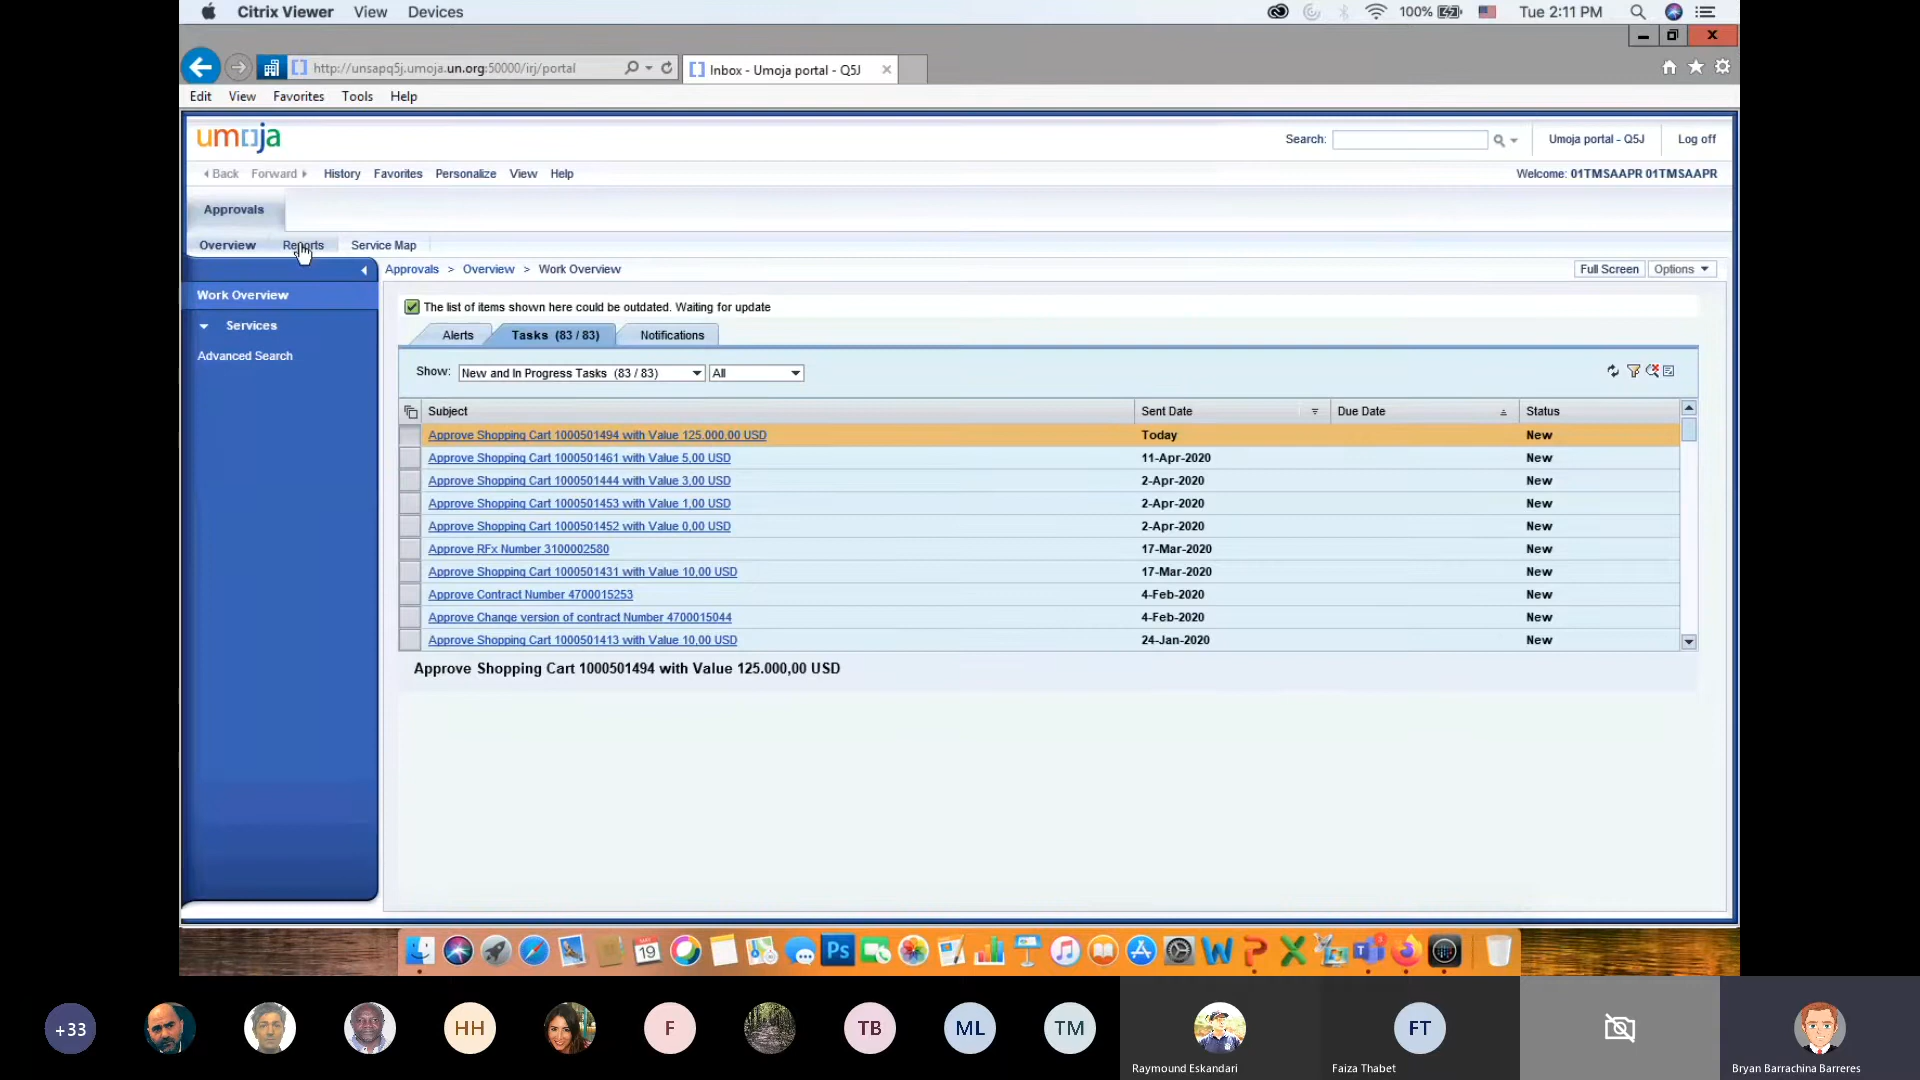 Citrix Viewer View Devices 100% Tue 2:11 PM
http://unsapq5j.umoja.un.org:50000/irj/portal Inbox - Umoja portal - Q5J
Edit View Favorites Tools Help
umoja Search: Umoja portal - Q5J Log off
Back Forward History Favorites Personalize View Help Welcome: 01TMSAAPR 01TMSAAPR
Approvals
Overview Reports Service Map
Approvals > Overview > Work Overview Full Screen Options
Work Overview
Services
Advanced Search
The list of items shown here could be outdated. Waiting for update
Alerts Tasks (83 / 83) Notifications
Show: New and In Progress Tasks (83 / 83) All
Subject Sent Date Due Date Status
Approve Shopping Cart 1000501494 with Value 125.000,00 USD Today New
Approve Shopping Cart 1000501461 with Value 5,00 USD 11-Apr-2020 New
Approve Shopping Cart 1000501444 with Value 3,00 USD 2-Apr-2020 New
Approve Shopping Cart 1000501453 with Value 1,00 USD 2-Apr-2020 New
Approve Shopping Cart 1000501452 with Value 0,00 USD 2-Apr-2020 New
Approve RFx Number 3100002580 17-Mar-2020 New
Approve Shopping Cart 1000501431 with Value 10,00 USD 17-Mar-2020 New
Approve Contract Number 4700015253 4-Feb-2020 New
Approve Change version of contract Number 4700015044 4-Feb-2020 New
Approve Shopping Cart 1000501413 with Value 10,00 USD 24-Jan-2020 New
Approve Shopping Cart 1000501494 with Value 125.000,00 USD
MAY 19 Ps
+33 HH F TB ML TM FT
Raymound Eskandari Faiza Thabet Bryan Barrachina Barreres